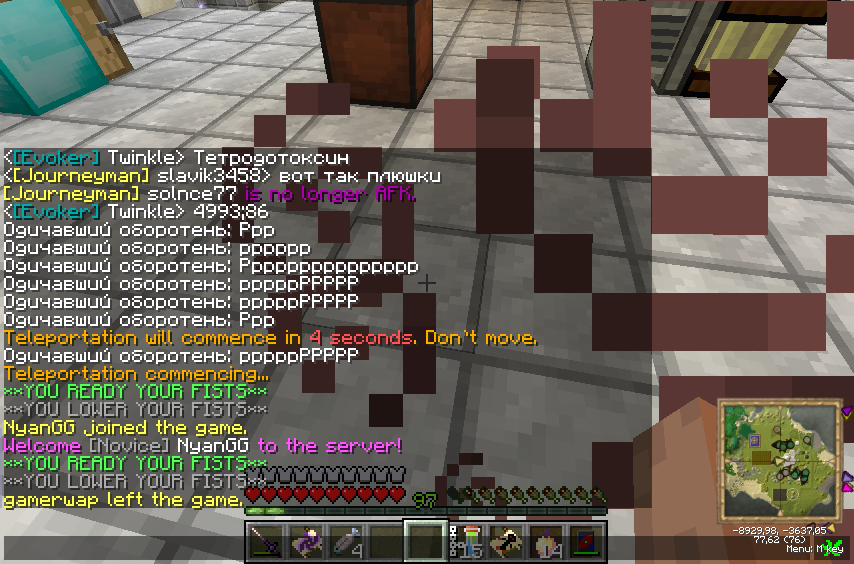 <[Evoker] Twinkle> Тетродотоксин
<[Journeyman] slavik3458> вот так плюшки
[Journeyman] solnce77 is no longer AFK.
<[Evoker] Twinkle> 4993;86
Одичавший оборотень: Ррр
Одичавший оборотень: рррррр
Одичавший оборотень: Ррррррррррррррр
Одичавший оборотень: рррррРРРРР
Одичавший оборотень: рррррРРРРР
Одичавший оборотень: Ррр
Teleportation will commence in 4 seconds. Don't move.
Одичавший оборотень: рррррРРРРР
Teleportation commencing...
**YOU READY YOUR FISTS**
**YOU LOWER YOUR FISTS**
NyanGG joined the game.
Welcome [Novice] NyanGG to the server!
**YOU READY YOUR FISTS**
**YOU LOWER YOUR FISTS**
gamerwap left the game.
97
4
15
14
-8929,98, -3637,05
77,62 (76)
Menu: M key